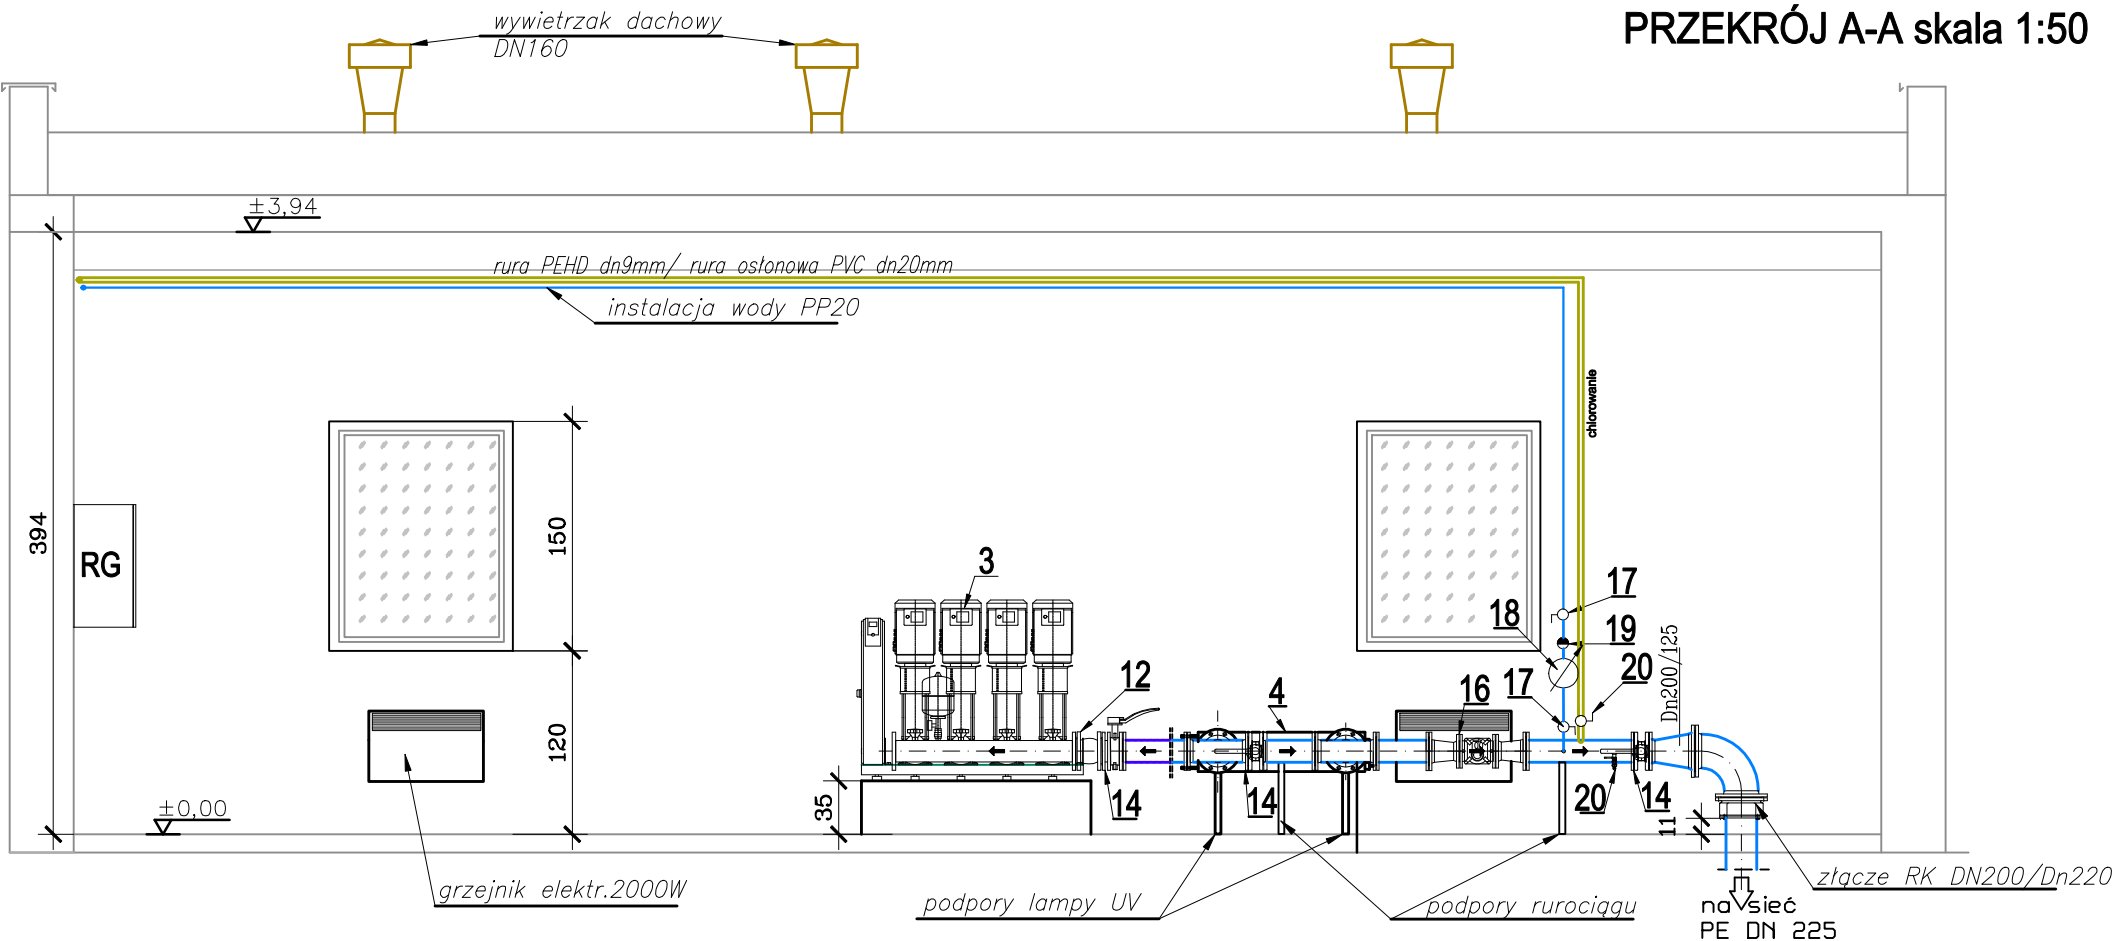 PRZEKRÓJ A-A skala 1:50
wywietrzak dachowy
DN160
±3,94
rura PEHD dn9mm/ rura osłonowa PVC dn20mm
instalacja wody PP20
chlorowanie
394
RG
150
120
3
12
4
16
17
18
19
17
20
Dn200/125
14
14
20
14
35
11
±0,00
grzejnik elektr.2000W
podpory lampy UV
podpory rurociągu
złącze RK DN200/Dn220
na sieć
PE DN 225